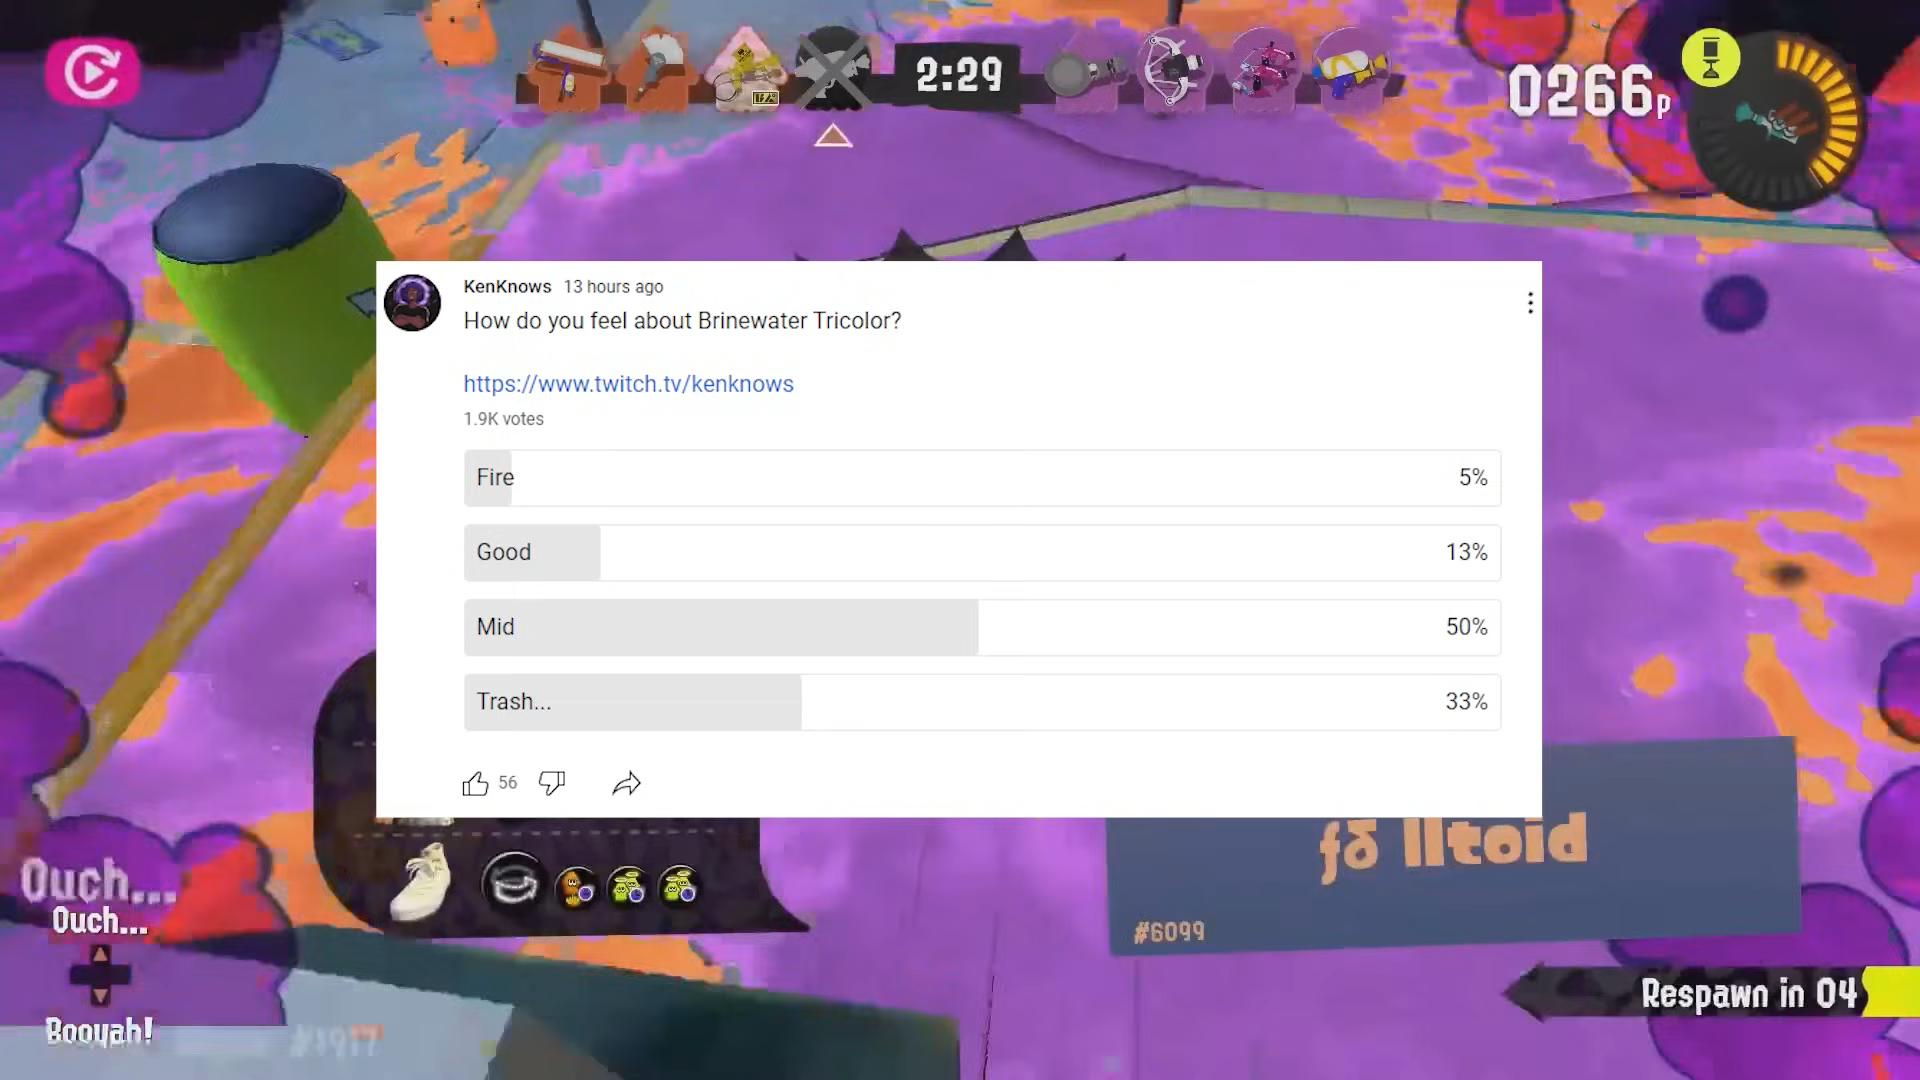 2:29
0266p
KenKnows 13 hours ago
How do you feel about Brinewater Tricolor?
https://www.twitch.tv/kenknows
1.9K votes
Fire 5%
Good 13%
Mid 50%
Trash... 33%
56
#6099
Ouch...
Ouch...
Booyah!
Respawn in 04